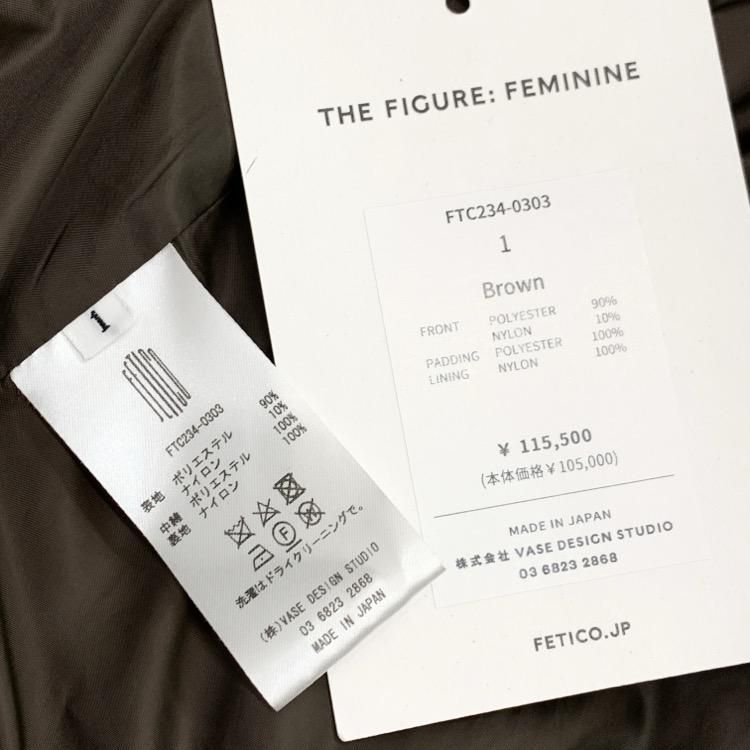 THE FIGURE: FEMININE
FTC234-0303
1
Brown
FRONT POLYESTER 90%
NYLON 10%
PADDING POLYESTER 100%
LINING NYLON 100%
¥ 115,500
(本体価格¥105,000)
MADE IN JAPAN
株式会社 VASE DESIGN STUDIO
03 6823 2868
FETICO.JP
1
FETICO
FTC234-0303
表地 ポリエステル 90%
ナイロン 10%
中綿 ポリエステル 100%
裏地 ナイロン 100%
F
洗濯はドライクリーニングで。
(株)VASE DESIGN STUDIO
03 6823 2868
MADE IN JAPAN